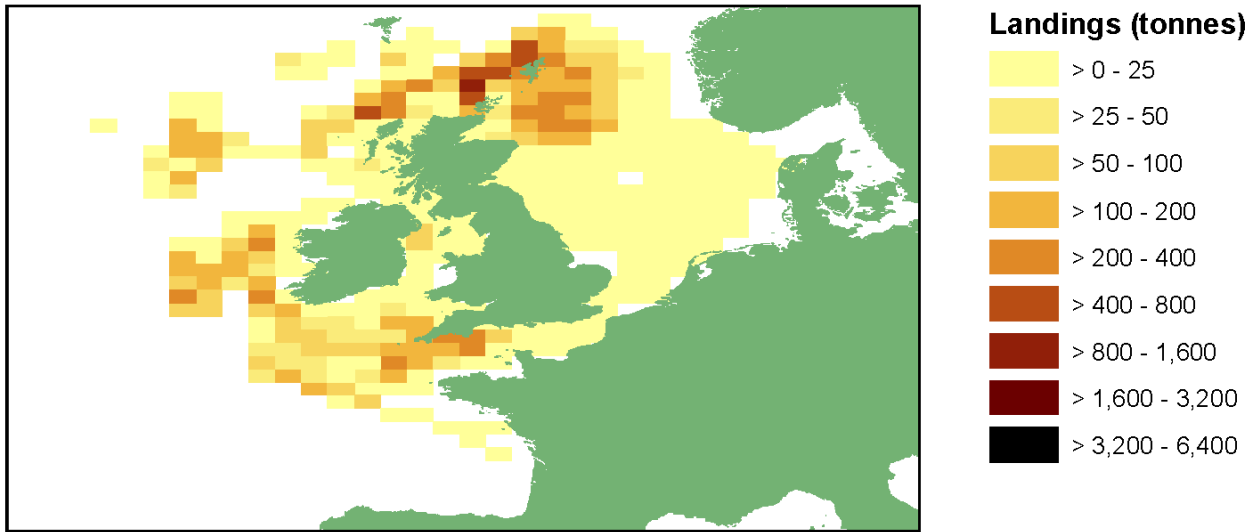 Landings (tonnes)
> 0 - 25
> 25 - 50
> 50 - 100
> 100 - 200
> 200 - 400
> 400 - 800
> 800 - 1,600
> 1,600 - 3,200
> 3,200 - 6,400